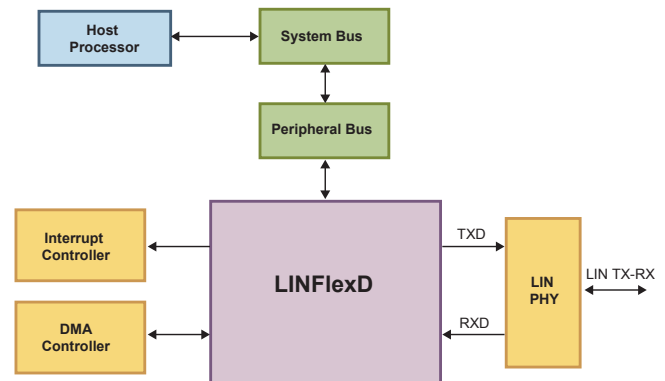 Host
Processor
System Bus
Peripheral Bus
Interrupt
Controller
LINFlexD
TXD
LIN
PHY
LIN TX-RX
DMA
Controller
RXD